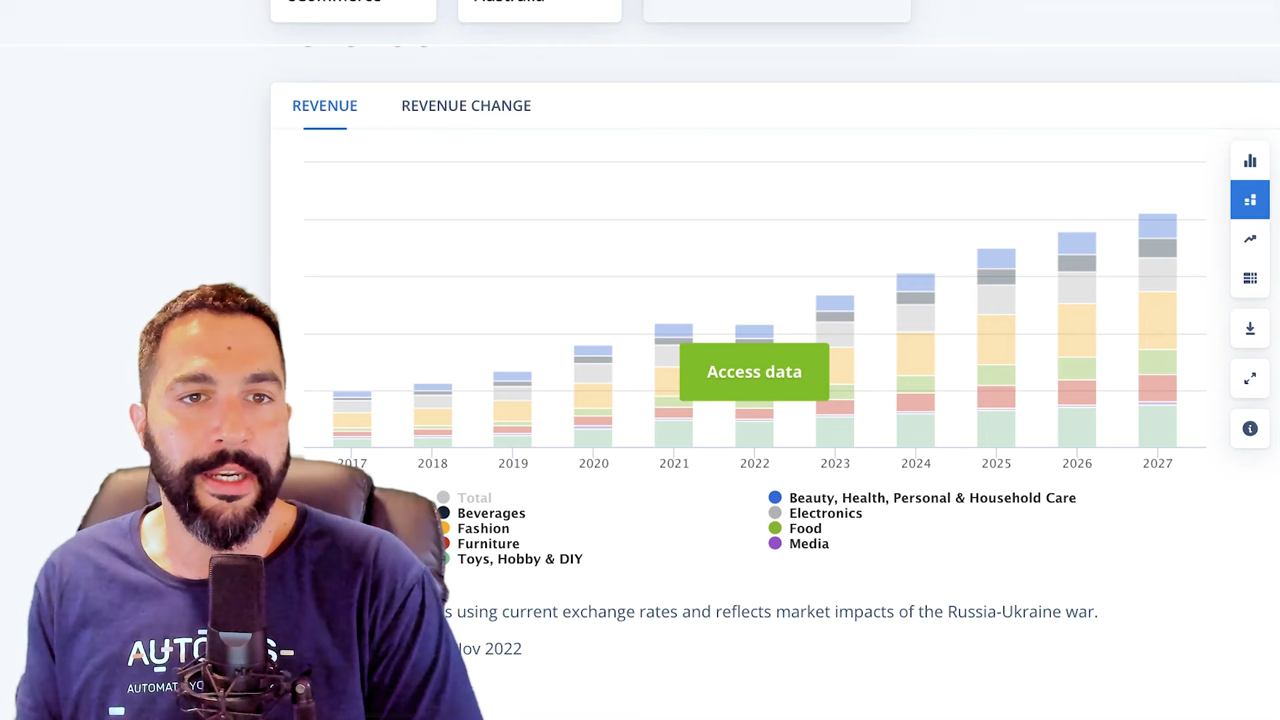 REVENUE REVENUE CHANGE
Access data
2017 2018 2019 2020 2021 2022 2023 2024 2025 2026 2027
Total
Beverages
Fashion
Furniture
Toys, Hobby & DIY
Beauty, Health, Personal & Household Care
Electronics
Food
Media
using current exchange rates and reflects market impacts of the Russia-Ukraine war.
2022